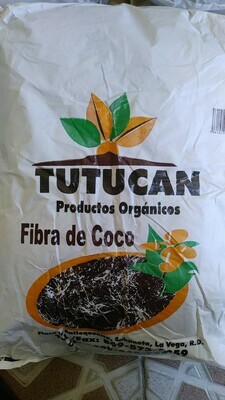 TUTUCAN
Productos Orgánicos
Fibra de Coco
La Vega, R.D.